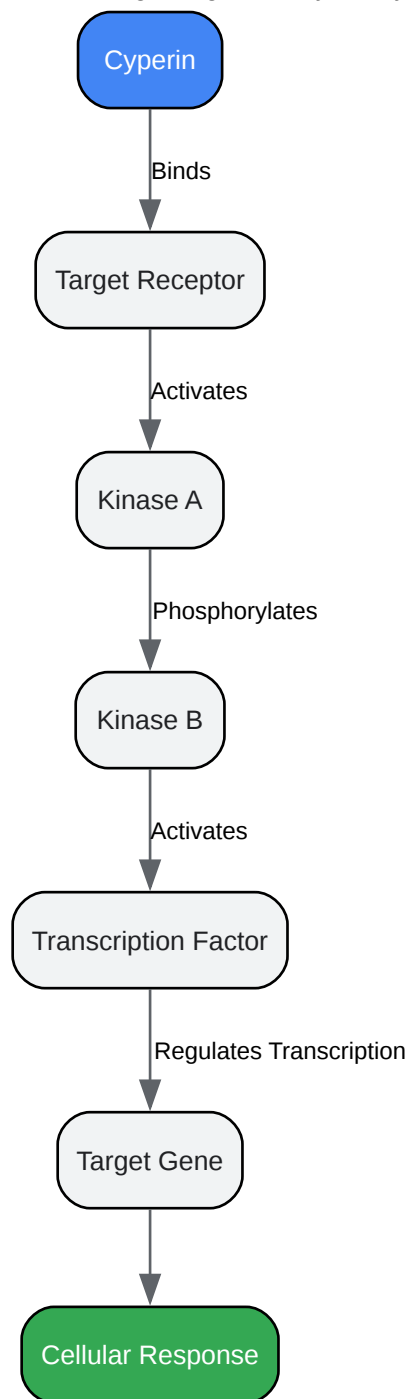 Cyperin
Binds
Target Receptor
Activates
Kinase A
Phosphorylates
Kinase B
Activates
Transcription Factor
Regulates Transcription
Target Gene
Cellular Response